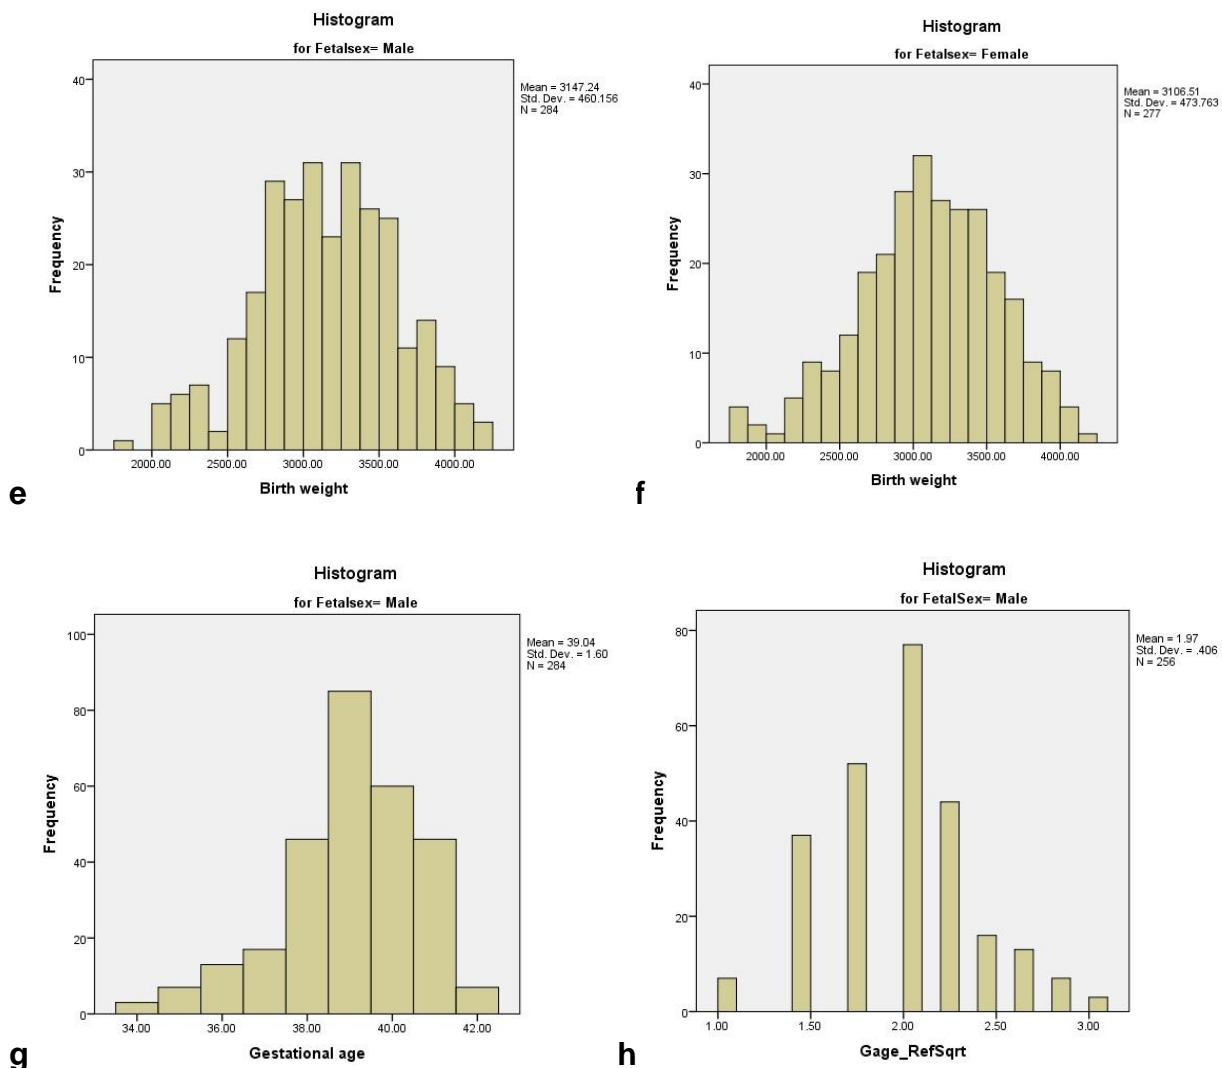 Histogram
for Fetalsex= Male
Mean = 3147.24
Std. Dev. = 460.156
N = 284
40
30
20
10
0
Frequency
2000.00 2500.00 3000.00 3500.00 4000.00
Birth weight
e
Histogram
for Fetalsex= Female
Mean = 3106.51
Std. Dev. = 473.763
N = 277
40
30
20
10
0
Frequency
2000.00 2500.00 3000.00 3500.00 4000.00
Birth weight
f
Histogram
for Fetalsex= Male
Mean = 39.04
Std. Dev. = 1.60
N = 284
100
80
60
40
20
0
Frequency
34.00 36.00 38.00 40.00 42.00
Gestational age
g
Histogram
for FetalSex= Male
Mean = 1.97
Std. Dev. = .406
N = 256
80
60
40
20
0
Frequency
1.00 1.50 2.00 2.50 3.00
Gage_RefSqrt
h